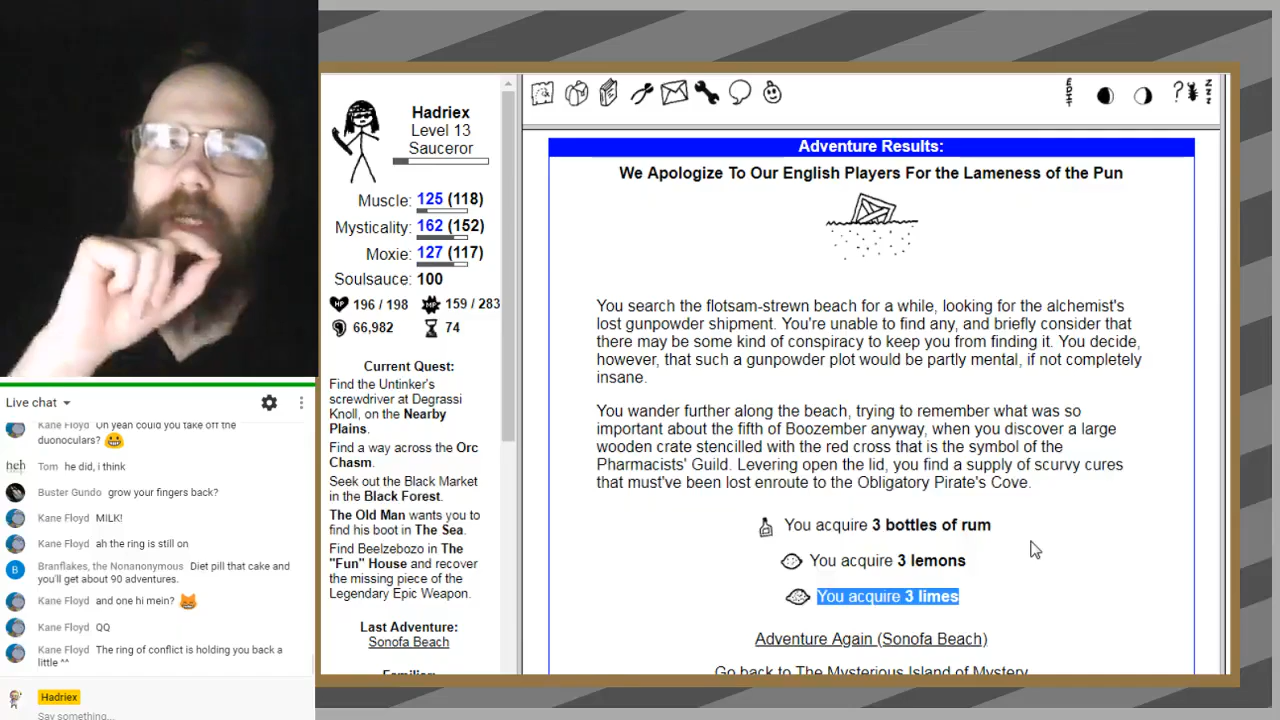 Hadriex
Level 13
Sauceror
Muscle: 125 (118)
Mysticality: 162 (152)
Moxie: 127 (117)
Soulsauce: 100
HP 196 / 198 MP 159 / 283
66,982 74
Current Quest:
Find the Untinker's
screwdriver at Degrassi
Knoll, on the Nearby
Plains.
Find a way across the Orc
Chasm.
Seek out the Black Market
in the Black Forest.
The Old Man wants you to
find his boot in The Sea.
Find Beelzebozo in The
"Fun" House and recover
the missing piece of the
Legendary Epic Weapon.
Last Adventure:
Sonofa Beach
Familiar:
EDIT
? zzz
Adventure Results:
We Apologize To Our English Players For the Lameness of the Pun
You search the flotsam-strewn beach for a while, looking for the alchemist's
lost gunpowder shipment. You're unable to find any, and briefly consider that
there may be some kind of conspiracy to keep you from finding it. You decide,
however, that such a gunpowder plot would be partly mental, if not completely
insane.
You wander further along the beach, trying to remember what was so
important about the fifth of Boozember anyway, when you discover a large
wooden crate stencilled with the red cross that is the symbol of the
Pharmacists' Guild. Levering open the lid, you find a supply of scurvy cures
that must've been lost enroute to the Obligatory Pirate's Cove.
You acquire 3 bottles of rum
You acquire 3 lemons
You acquire 3 limes
Adventure Again (Sonofa Beach)
Go back to The Mysterious Island of Mystery
Live chat
Kane Floyd Oh yeah could you take off the
duonoculars?
heh Tom he did, i think
Buster Gundo grow your fingers back?
Kane Floyd MILK!
Kane Floyd ah the ring is still on
B Branflakes, the Nonanonymous Diet pill that cake and
you'll get about 90 adventures.
Kane Floyd and one hi mein?
Kane Floyd QQ
Kane Floyd The ring of conflict is holding you back a
little ^^
Hadriex
Say something...